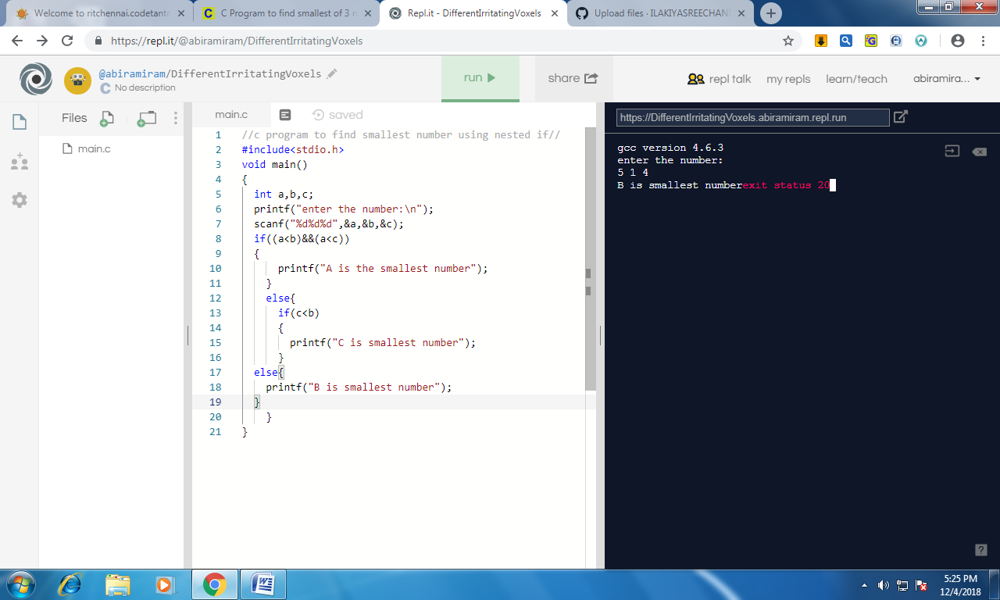 Welcome to ritchennai.codetantr
C Program to find smallest of 3 n
Repl.it - DifferentIrritatingVoxels
Upload files · ILAKIYASREECHAN
https://repl.it/@abiramiram/DifferentIrritatingVoxels
@abiramiram/DifferentIrritatingVoxels
No description
run
share
repl talk
my repls
learn/teach
abiramira...
Files
main.c
main.c
saved
1 //c program to find smallest number using nested if//
2 #include<stdio.h>
3 void main()
4 {
5 int a,b,c;
6 printf("enter the number:\n");
7 scanf("%d%d%d",&a,&b,&c);
8 if((a<b)&&(a<c))
9 {
10 printf("A is the smallest number");
11 }
12 else{
13 if(c<b)
14 {
15 printf("C is smallest number");
16 }
17 else{
18 printf("B is smallest number");
19 }
20 }
21 }
https://DifferentIrritatingVoxels.abiramiram.repl.run
gcc version 4.6.3
enter the number:
5 1 4
B is smallest numberexit status 20
?
5:25 PM
12/4/2018